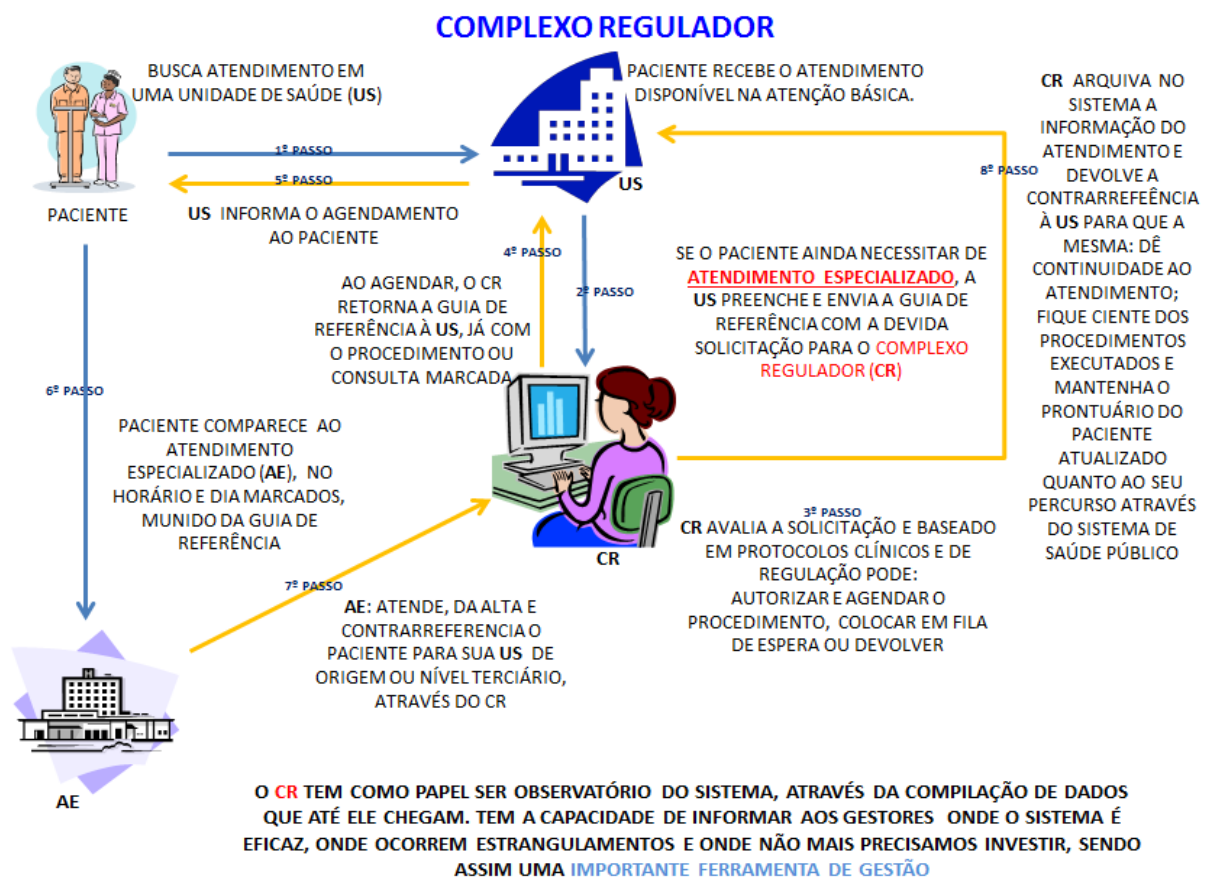 COMPLEXO REGULADOR
BUSCA ATENDIMENTO EM
UMA UNIDADE DE SAÚDE (US)
PACIENTE RECEBE O ATENDIMENTO
DISPONÍVEL NA ATENÇÃO BÁSICA.
1º PASSO
5º PASSO
US
PACIENTE
US INFORMA O AGENDAMENTO
AO PACIENTE
4º PASSO
2º PASSO
AO AGENDAR, O CR
RETORNA A GUIA DE
REFERÊNCIA À US, JÁ COM
O PROCEDIMENTO OU
CONSULTA MARCADA
SE O PACIENTE AINDA NECESSITAR DE
ATENDIMENTO ESPECIALIZADO, A
US PREENCHE E ENVIA A GUIA DE
REFERÊNCIA COM A DEVIDA
SOLICITAÇÃO PARA O COMPLEXO
REGULADOR (CR)
8º PASSO
CR ARQUIVA NO
SISTEMA A
INFORMAÇÃO DO
ATENDIMENTO E
DEVOLVE A
CONTRARREFEÊNCIA
À US PARA QUE A
MESMA: DÊ
CONTINUIDADE AO
ATENDIMENTO;
FIQUE CIENTE DOS
PROCEDIMENTOS
EXECUTADOS E
MANTENHA O
PRONTUÁRIO DO
PACIENTE
ATUALIZADO
QUANTO AO SEU
PERCURSO ATRAVÉS
DO SISTEMA DE
SAÚDE PÚBLICO
6º PASSO
PACIENTE COMPARECE AO
ATENDIMENTO
ESPECIALIZADO (AE), NO
HORÁRIO E DIA MARCADOS,
MUNIDO DA GUIA DE
REFERÊNCIA
CR
3º PASSO
CR AVALIA A SOLICITAÇÃO E BASEADO
EM PROTOCOLOS CLÍNICOS E DE
REGULAÇÃO PODE:
AUTORIZAR E AGENDAR O
PROCEDIMENTO, COLOCAR EM FILA
DE ESPERA OU DEVOLVER
7º PASSO
AE: ATENDE, DA ALTA E
CONTRARREFERENCIA O
PACIENTE PARA SUA US DE
ORIGEM OU NÍVEL TERCIÁRIO,
ATRAVÉS DO CR
H
AE
O CR TEM COMO PAPEL SER OBSERVATÓRIO DO SISTEMA, ATRAVÉS DA COMPILAÇÃO DE DADOS
QUE ATÉ ELE CHEGAM. TEM A CAPACIDADE DE INFORMAR AOS GESTORES ONDE O SISTEMA É
EFICAZ, ONDE OCORREM ESTRANGULAMENTOS E ONDE NÃO MAIS PRECISAMOS INVESTIR, SENDO
ASSIM UMA IMPORTANTE FERRAMENTA DE GESTÃO